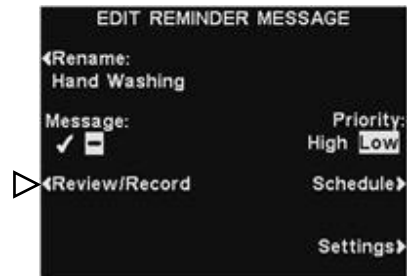 EDIT REMINDER MESSAGE
Rename:
Hand Washing
Message:
Priority:
High Low
Review/Record
Schedule
Settings